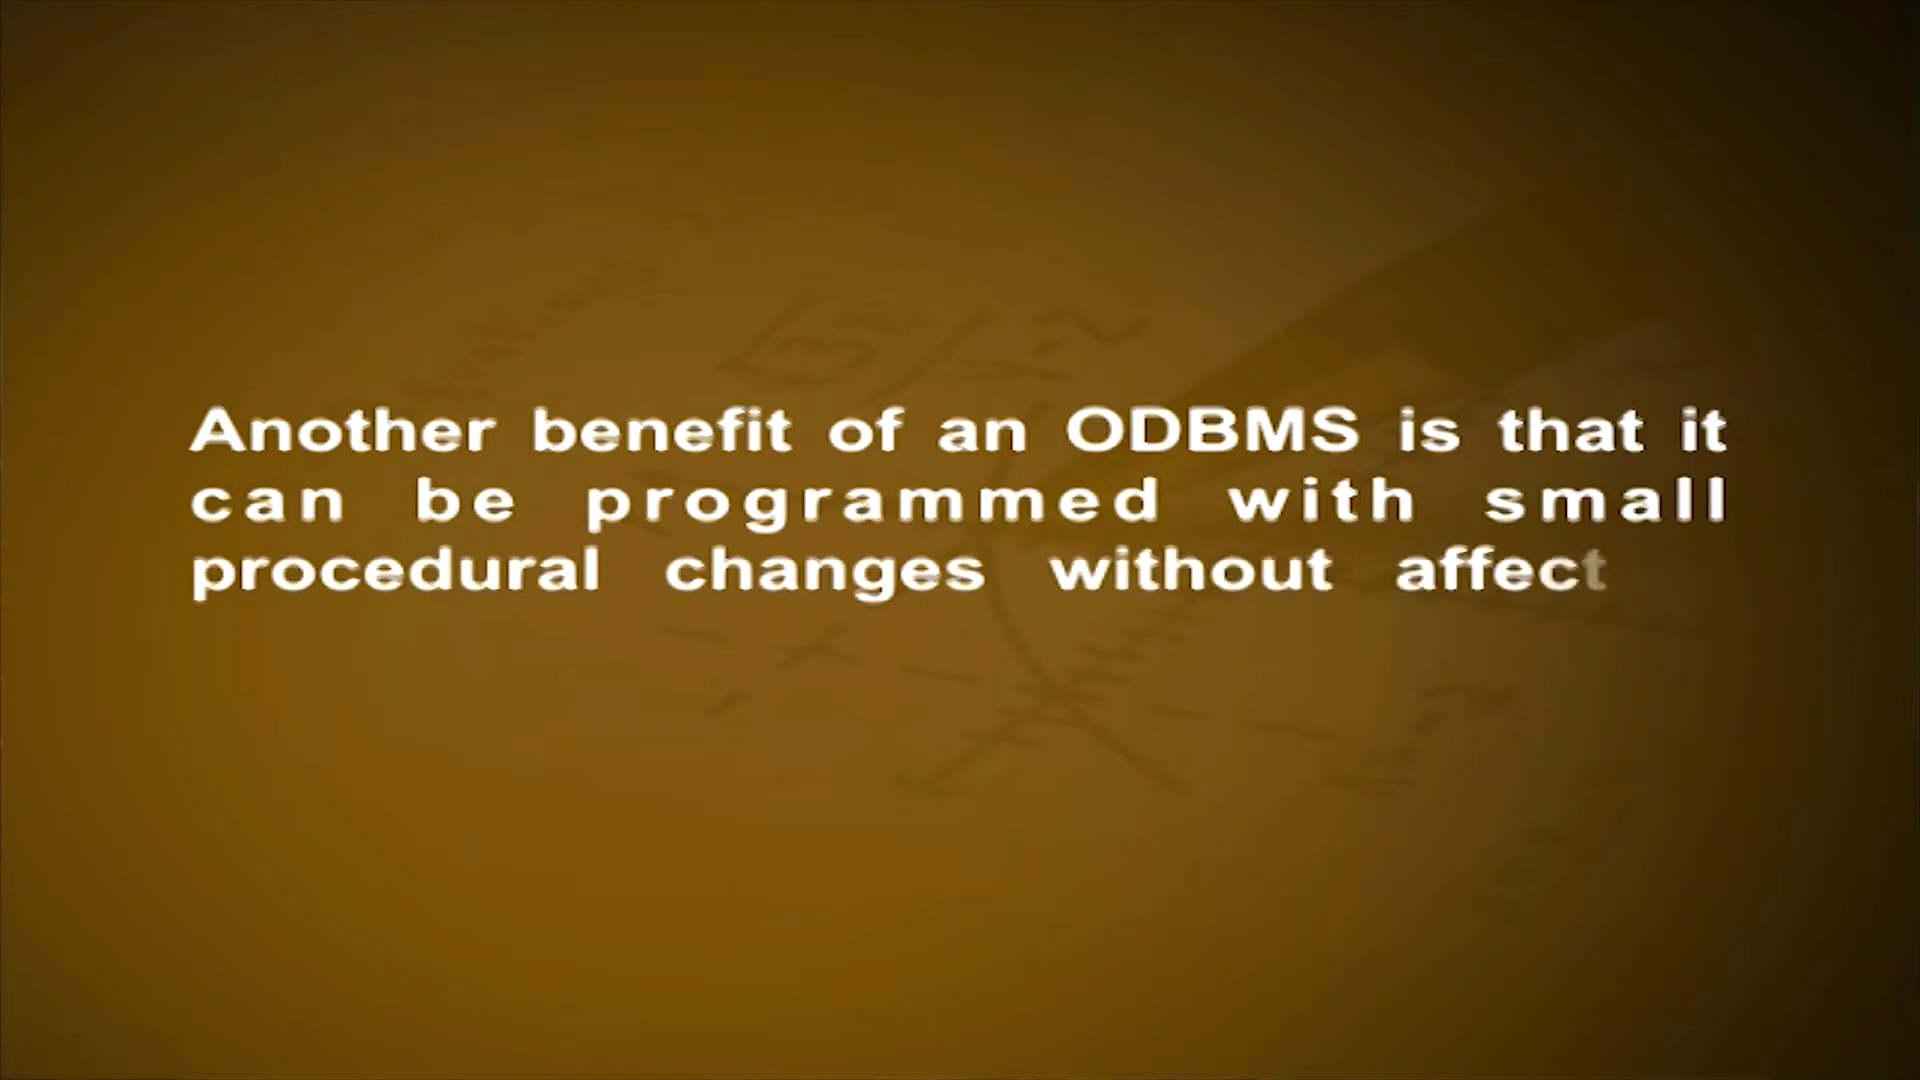 Another benefit of an ODBMS is that it
can be programmed with small
procedural changes without affect